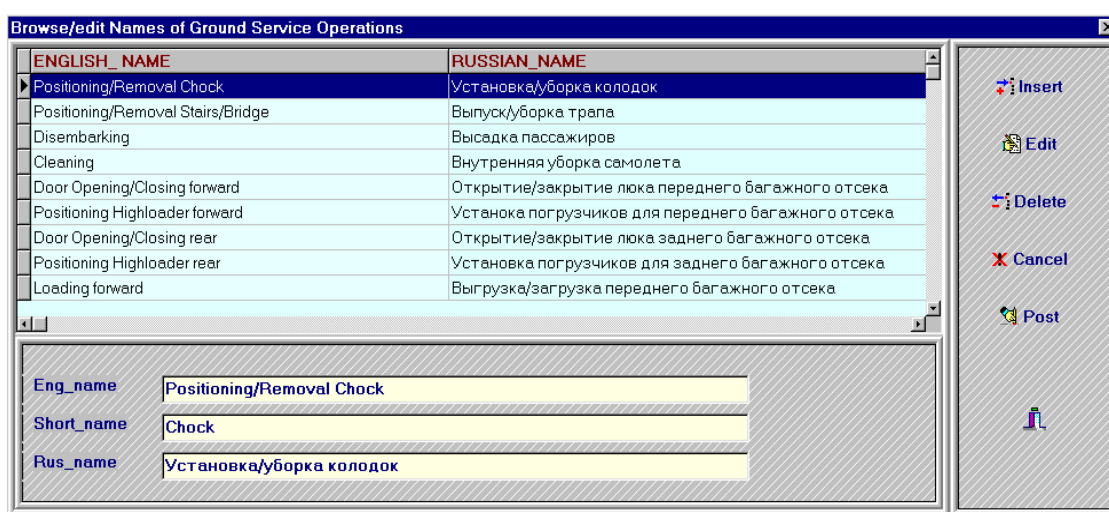 Browse/edit Names of Ground Service Operations
ENGLISH_ NAME RUSSIAN_NAME
Positioning/Removal Chock Установка/уборка колодок
Positioning/Removal Stairs/Bridge Выпуск/уборка трапа
Disembarking Высадка пассажиров
Cleaning Внутренняя уборка самолета
Door Opening/Closing forward Открытие/закрытие люка переднего багажного отсека
Positioning Highloader forward Устанока погрузчиков для переднего багажного отсека
Door Opening/Closing rear Открытие/закрытие люка заднего багажного отсека
Positioning Highloader rear Установка погрузчиков для заднего багажного отсека
Loading forward Выгрузка/загрузка переднего багажного отсека
Insert
Edit
Delete
Cancel
Post
Eng_name Positioning/Removal Chock
Short_name Chock
Rus_name Установка/уборка колодок